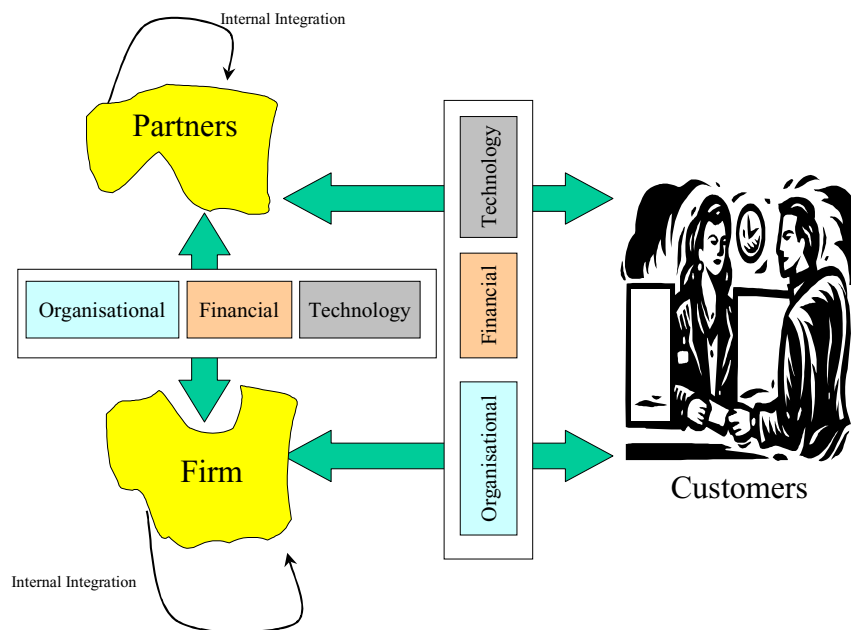 Internal Integration
Partners
Technology
Organisational
Financial
Technology
Financial
Organisational
Firm
Customers
Internal Integration